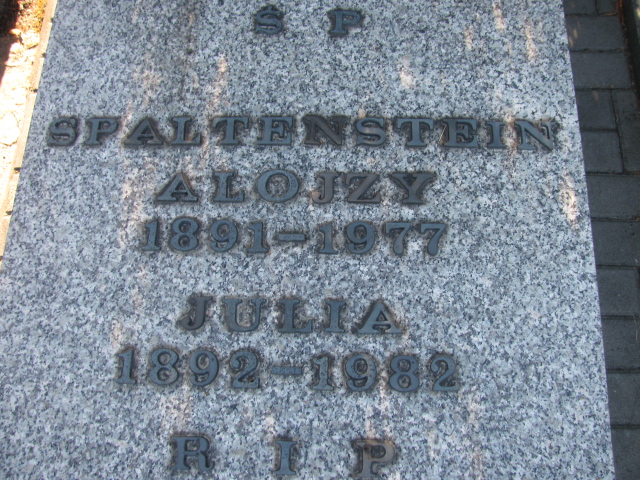 Ś P
SPALTENSTEIN
ALOJZY
1891-1977
JULIA
1892-1982
R I P